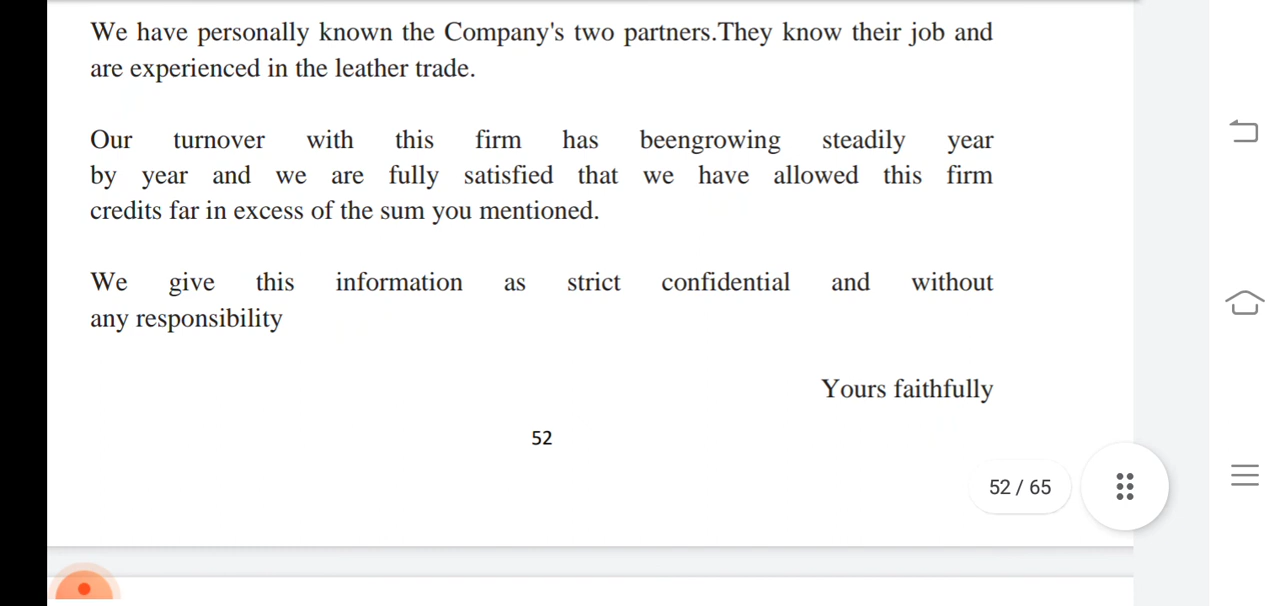 We have personally known the Company's two partners.They know their job and
are experienced in the leather trade.
Our turnover with this firm has beengrowing steadily year
by year and we are fully satisfied that we have allowed this firm
credits far in excess of the sum you mentioned.
We give this information as strict confidential and without
any responsibility
Yours faithfully
52
52 / 65